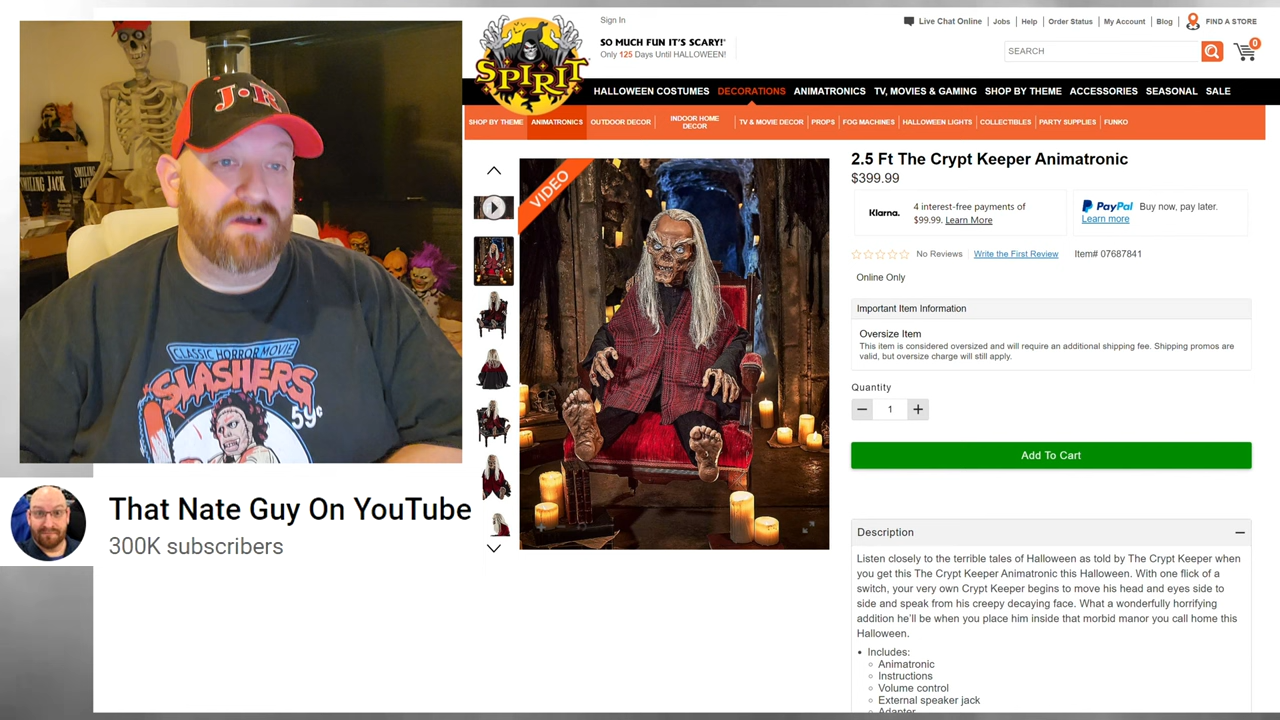 J R
SMILING JACK
CLASSIC HORROR MOVIE
SLASHERS
5¢
That Nate Guy On YouTube
300K subscribers
SPIRIT
Sign In
SO MUCH FUN IT'S SCARY!
Only 125 Days Until HALLOWEEN!
Live Chat Online
Jobs
Help
Order Status
My Account
Blog
FIND A STORE
SEARCH
0
HALLOWEEN COSTUMES
DECORATIONS
ANIMATRONICS
TV, MOVIES & GAMING
SHOP BY THEME
ACCESSORIES
SEASONAL
SALE
SHOP BY THEME
ANIMATRONICS
OUTDOOR DECOR
INDOOR HOME
DECOR
TV & MOVIE DECOR
PROPS
FOG MACHINES
HALLOWEEN LIGHTS
COLLECTIBLES
PARTY SUPPLIES
FUNKO
VIDEO
2.5 Ft The Crypt Keeper Animatronic
$399.99
Klarna.
4 interest-free payments of
$99.99. Learn More
PayPal Buy now, pay later.
Learn more
No Reviews
Write the First Review
Item# 07687841
Online Only
Important Item Information
Oversize Item
This item is considered oversized and will require an additional shipping fee. Shipping promos are
valid, but oversize charge will still apply.
Quantity
1
Add To Cart
Description
Listen closely to the terrible tales of Halloween as told by The Crypt Keeper when
you get this The Crypt Keeper Animatronic this Halloween. With one flick of a
switch, your very own Crypt Keeper begins to move his head and eyes side to
side and speak from his creepy decaying face. What a wonderfully horrifying
addition he'll be when you place him inside that morbid manor you call home this
Halloween.
Includes:
Animatronic
Instructions
Volume control
External speaker jack
Adapter